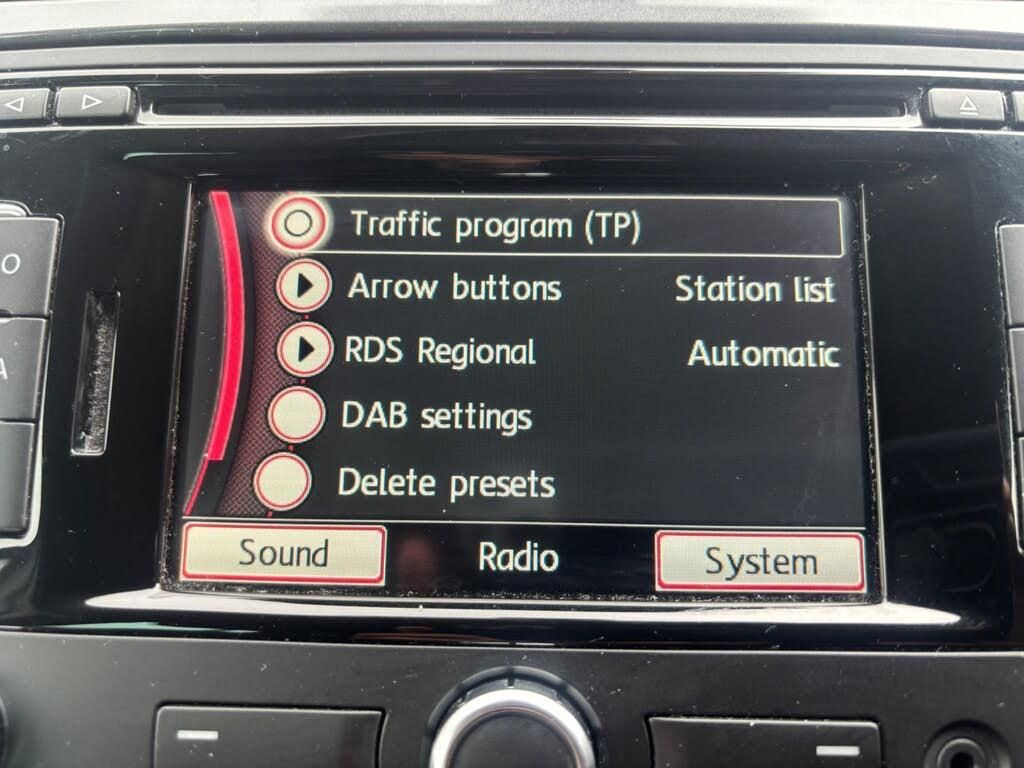 Traffic program (TP)
Arrow buttons Station list
RDS Regional Automatic
DAB settings
Delete presets
Sound Radio System